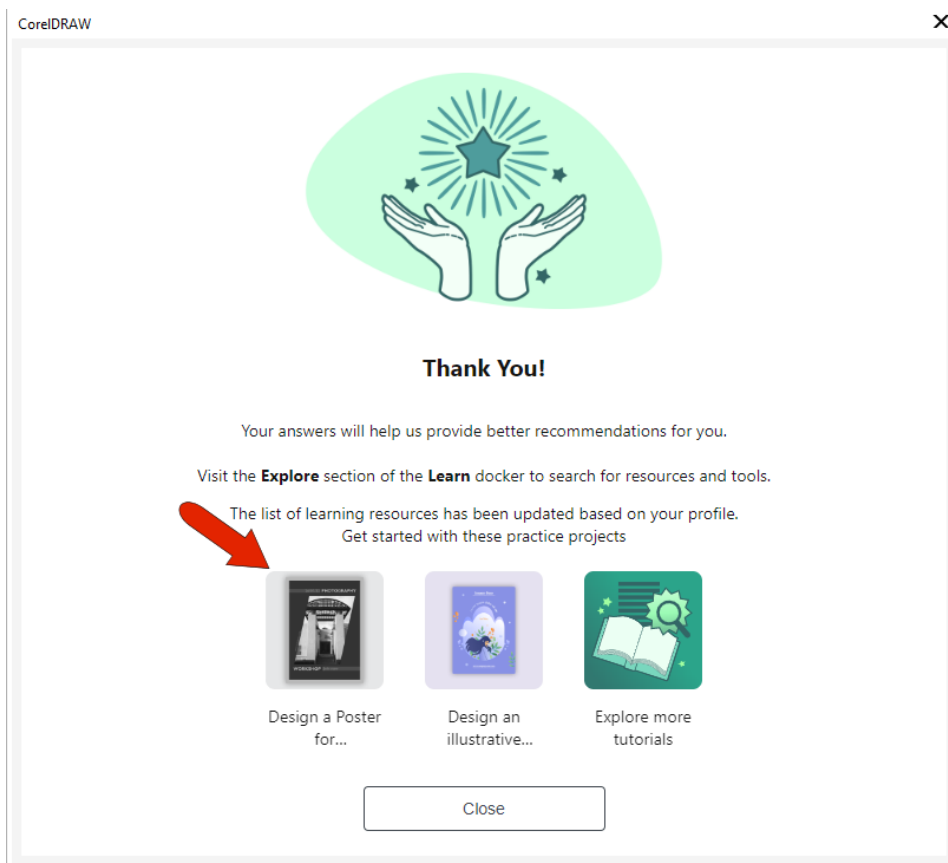 CorelDRAW
Thank You!
Your answers will help us provide better recommendations for you.
Visit the Explore section of the Learn docker to search for resources and tools.
The list of learning resources has been updated based on your profile.
Get started with these practice projects
PHOTOGRAPHY
WORKSHOP
Design a Poster
for...
Design an
illustrative...
Explore more
tutorials
Close